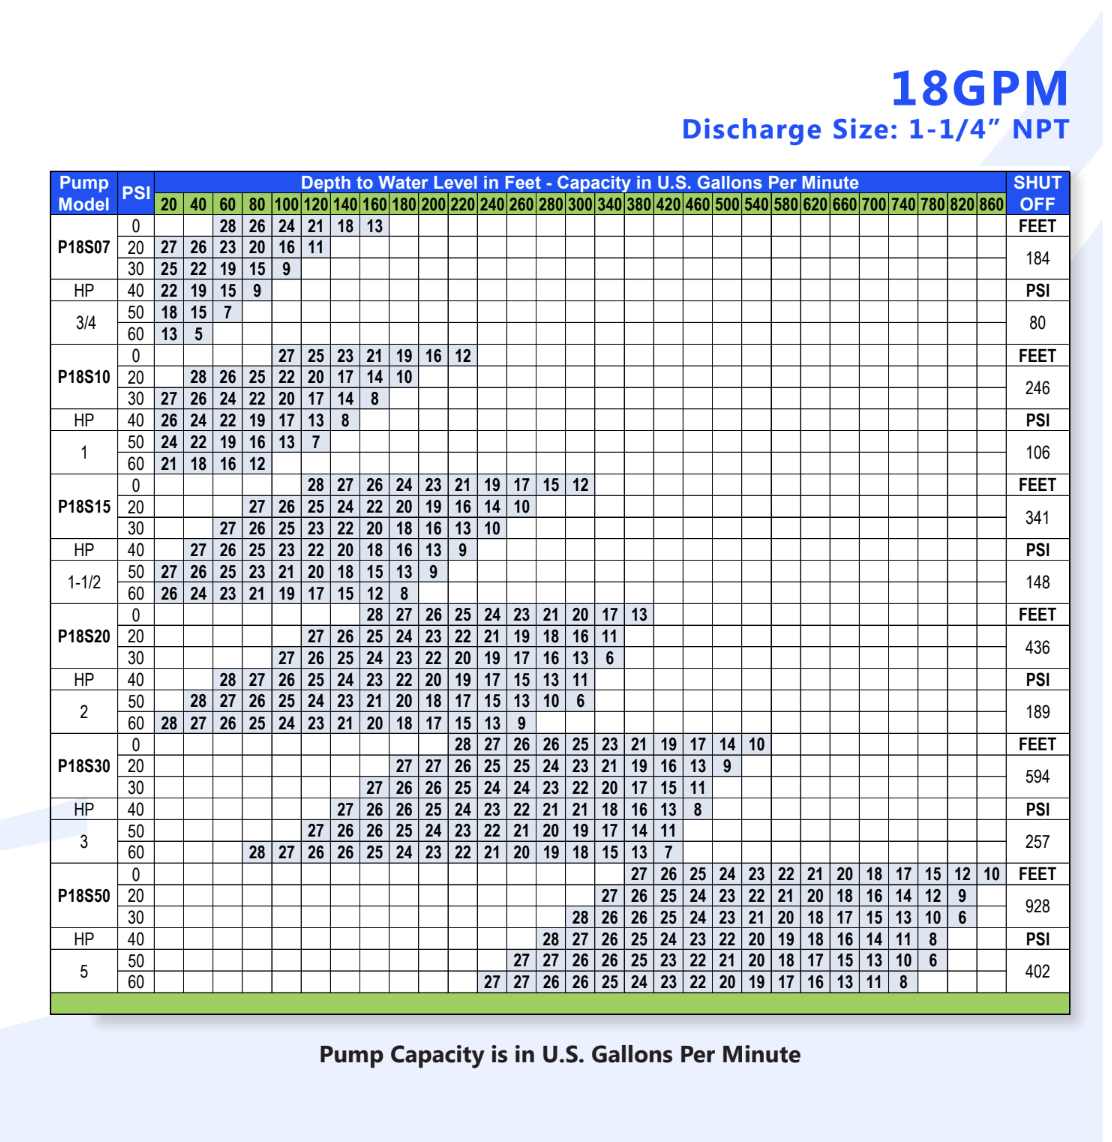 18GPM
Discharge Size: 1-1/4” NPT
Pump Model PSI Depth to Water Level in Feet - Capacity in U.S. Gallons Per Minute SHUT OFF
20 40 60 80 100 120 140 160 180 200 220 240 260 280 300 340 380 420 460 500 540 580 620 660 700 740 780 820 860
P18S07
0 28 26 24 21 18 13 FEET
20 27 26 23 20 16 11 184
30 25 22 19 15 9
HP 40 22 19 15 9 PSI
3/4 50 18 15 7 80
60 13 5
P18S10
0 27 25 23 21 19 16 12 FEET
20 28 26 25 22 20 17 14 10 246
30 27 26 24 22 20 17 14 8
HP 40 26 24 22 19 17 13 8 PSI
1 50 24 22 19 16 13 7 106
60 21 18 16 12
P18S15
0 28 27 26 24 23 21 19 17 15 12 FEET
20 27 26 25 24 22 20 19 16 14 10 341
30 27 26 25 23 22 20 18 16 13 10
HP 40 27 26 25 23 22 20 18 16 13 9 PSI
1-1/2 50 27 26 25 23 21 20 18 15 13 9 148
60 26 24 23 21 19 17 15 12 8
P18S20
0 28 27 26 25 24 23 21 20 17 13 FEET
20 27 26 25 24 23 22 21 19 18 16 11 436
30 27 26 25 24 23 22 20 19 17 16 13 6
HP 40 28 27 26 25 24 23 22 20 19 17 15 13 11 PSI
2 50 28 27 26 25 24 23 21 20 18 17 15 13 10 6 189
60 28 27 26 25 24 23 21 20 18 17 15 13 9
P18S30
0 28 27 26 26 25 23 21 19 17 14 10 FEET
20 27 27 26 25 25 24 23 21 19 16 13 9 594
30 27 26 26 25 24 24 23 22 20 17 15 11
HP 40 27 26 26 25 24 23 22 21 21 18 16 13 8 PSI
3 50 27 26 26 25 24 23 22 21 20 19 17 14 11 257
60 28 27 26 26 25 24 23 22 21 20 19 18 15 13 7
P18S50
0 27 26 25 24 23 22 21 20 18 17 15 12 10 FEET
20 27 26 25 24 23 22 21 20 18 16 14 12 9 928
30 28 26 26 25 24 23 21 20 18 17 15 13 10 6
HP 40 28 27 26 25 24 23 22 20 19 18 16 14 11 8 PSI
5 50 27 27 26 26 25 23 22 21 20 18 17 15 13 10 6 402
60 27 27 26 26 25 24 23 22 20 19 17 16 13 11 8
Pump Capacity is in U.S. Gallons Per Minute